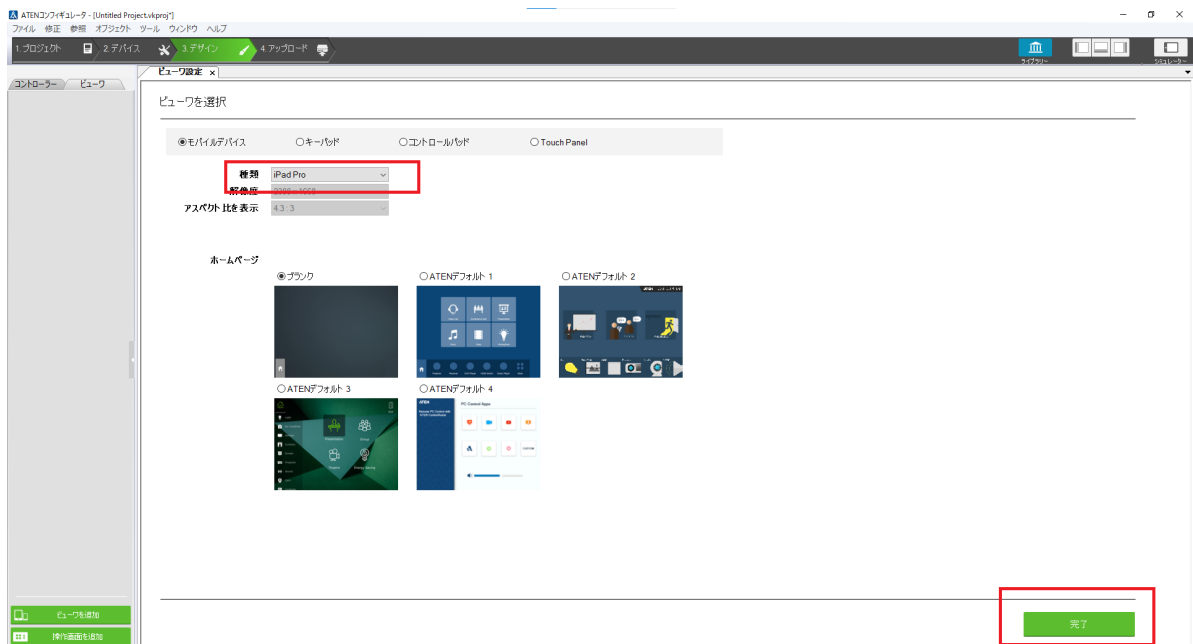 ATENコンフィギュレータ - [Untitled Project.vkproj*]
ファイル 修正 参照 オブジェクト ツール ウィンドウ ヘルプ
1.プロジェクト 2.デバイス 3.デザイン 4.アップロード
ライブラリー シミュレーター
コントローラー ビューワ
ビューワ設定 x
ビューワを選択
モバイルデバイス キーパッド コントロールパッド Touch Panel
種類 iPad Pro
解像度
アスペクト比を表示 4.3 : 3
ホームページ
ブランク ATENデフォルト 1 ATENデフォルト 2
ATENデフォルト 3 ATENデフォルト 4
ATEN PC Control Apps
ビューワを追加
操作画面を追加
完了